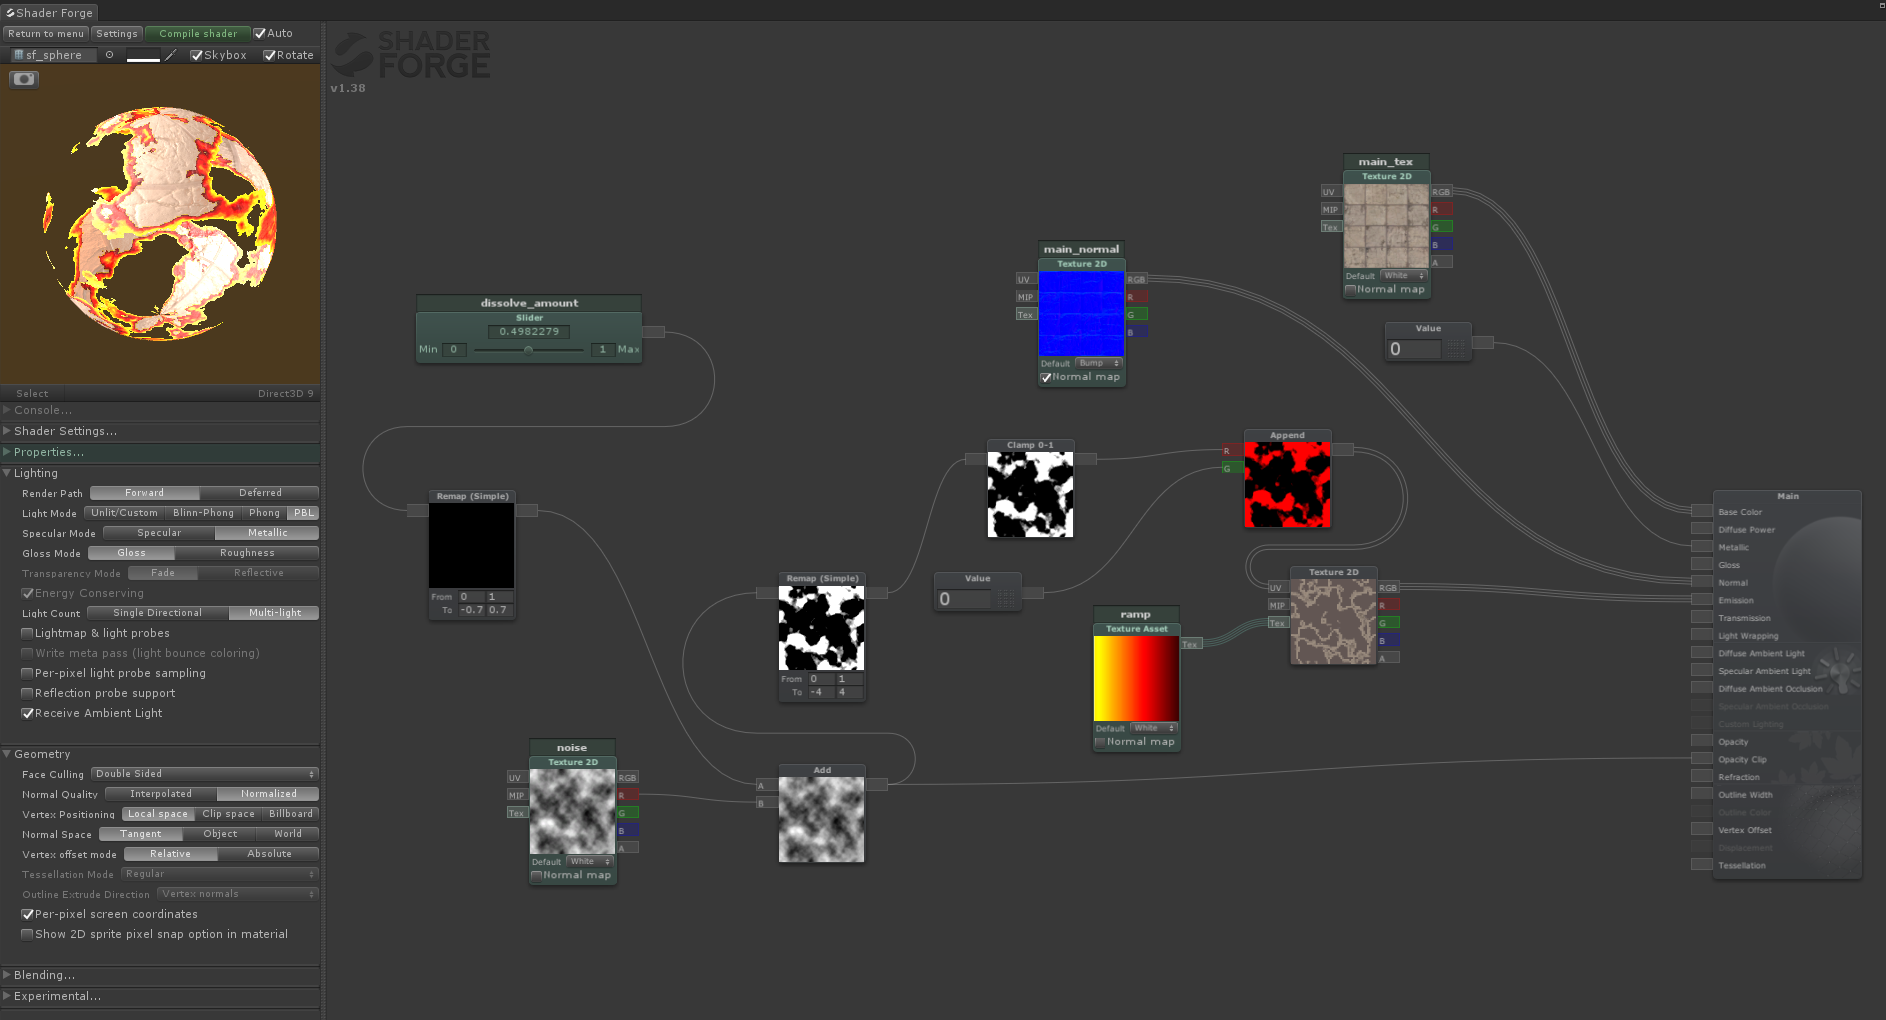 Shader Forge
Return to menu
Settings
Compile shader
Auto
sf_sphere
Skybox
Rotate
SHADER
FORGE
v1.38
Select
Direct3D 9
Console...
Shader Settings...
Properties...
Lighting
Render Path
Forward
Deferred
Light Mode
Unlit/Custom
Blinn-Phong
Phong
PBL
Specular Mode
Specular
Metallic
Gloss Mode
Gloss
Roughness
Transparency Mode
Fade
Reflective
Energy Conserving
Light Count
Single Directional
Multi-light
Lightmap & light probes
Write meta pass (light bounce coloring)
Per-pixel light probe sampling
Reflection probe support
Receive Ambient Light
Geometry
Face Culling
Double Sided
Normal Quality
Interpolated
Normalized
Vertex Positioning
Local space
Clip space
Billboard
Normal Space
Tangent
Object
World
Vertex offset mode
Relative
Absolute
Tessellation Mode
Regular
Outline Extrude Direction
Vertex normals
Per-pixel screen coordinates
Show 2D sprite pixel snap option in material
Blending...
Experimental...
dissolve_amount
Slider
0.4982279
Min
0
1
Max
Remap (Simple)
From 0 1
To -0.7 0.7
noise
Texture 2D
UV
RGB
MIP
R
Tex
G
B
A
Default
White
Normal map
Remap (Simple)
From 0 1
To -4 4
Add
A
B
Clamp 0-1
Value
0
main_normal
Texture 2D
UV
RGB
MIP
R
Tex
G
B
Default
Bump
Normal map
ramp
Texture Asset
Tex
Default
White
Normal map
Append
R
G
Texture 2D
UV
RGB
MIP
R
Tex
G
B
A
main_tex
Texture 2D
UV
RGB
MIP
R
Tex
G
B
A
Default
White
Normal map
Value
0
Main
Base Color
Diffuse Power
Metallic
Gloss
Normal
Emission
Transmission
Light Wrapping
Diffuse Ambient Light
Specular Ambient Light
Diffuse Ambient Occlusion
Specular Ambient Occlusion
Custom Lighting
Opacity
Opacity Clip
Refraction
Outline Width
Outline Color
Vertex Offset
Displacement
Tessellation